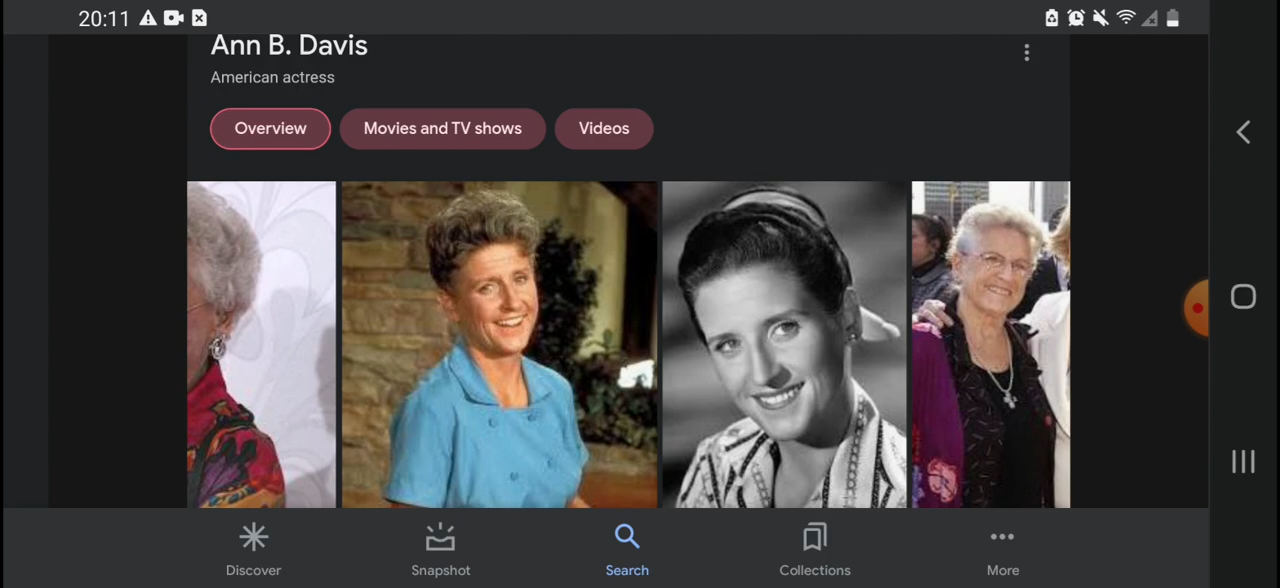 20:11
Ann B. Davis
American actress
Overview Movies and TV shows Videos
Discover Snapshot Search Collections More